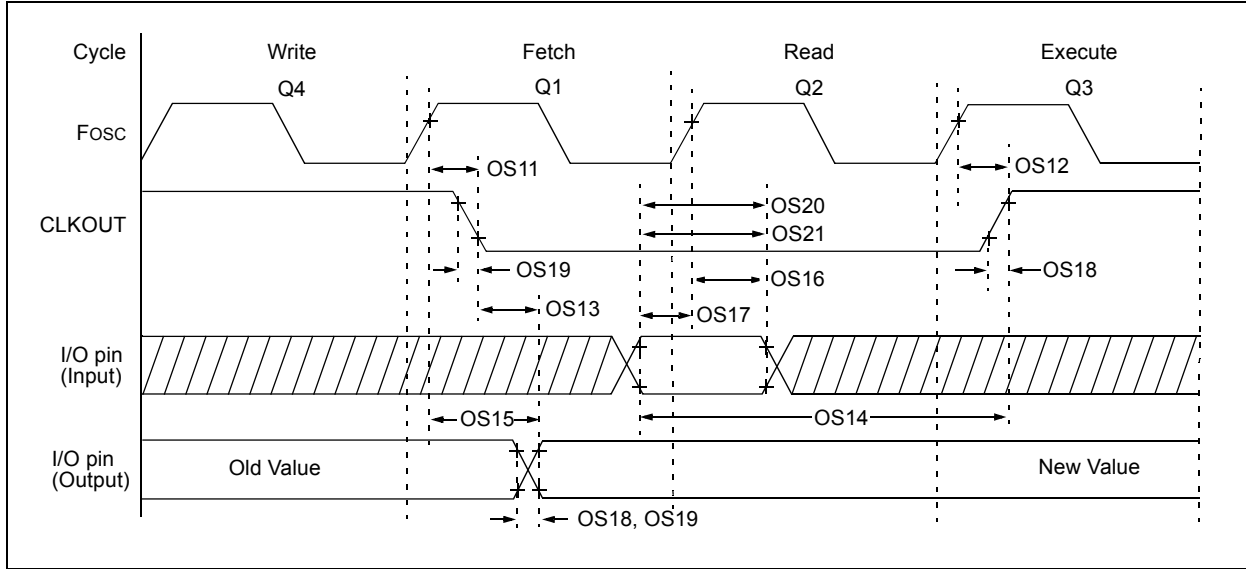 Cycle Write Fetch Read Execute
Q4 Q1 Q2 Q3
FOSC
OS11 OS12
OS20
CLKOUT
OS21
OS19 OS16 OS18
OS13 OS17
I/O pin
(Input)
OS15 OS14
I/O pin
(Output)
Old Value New Value
OS18, OS19